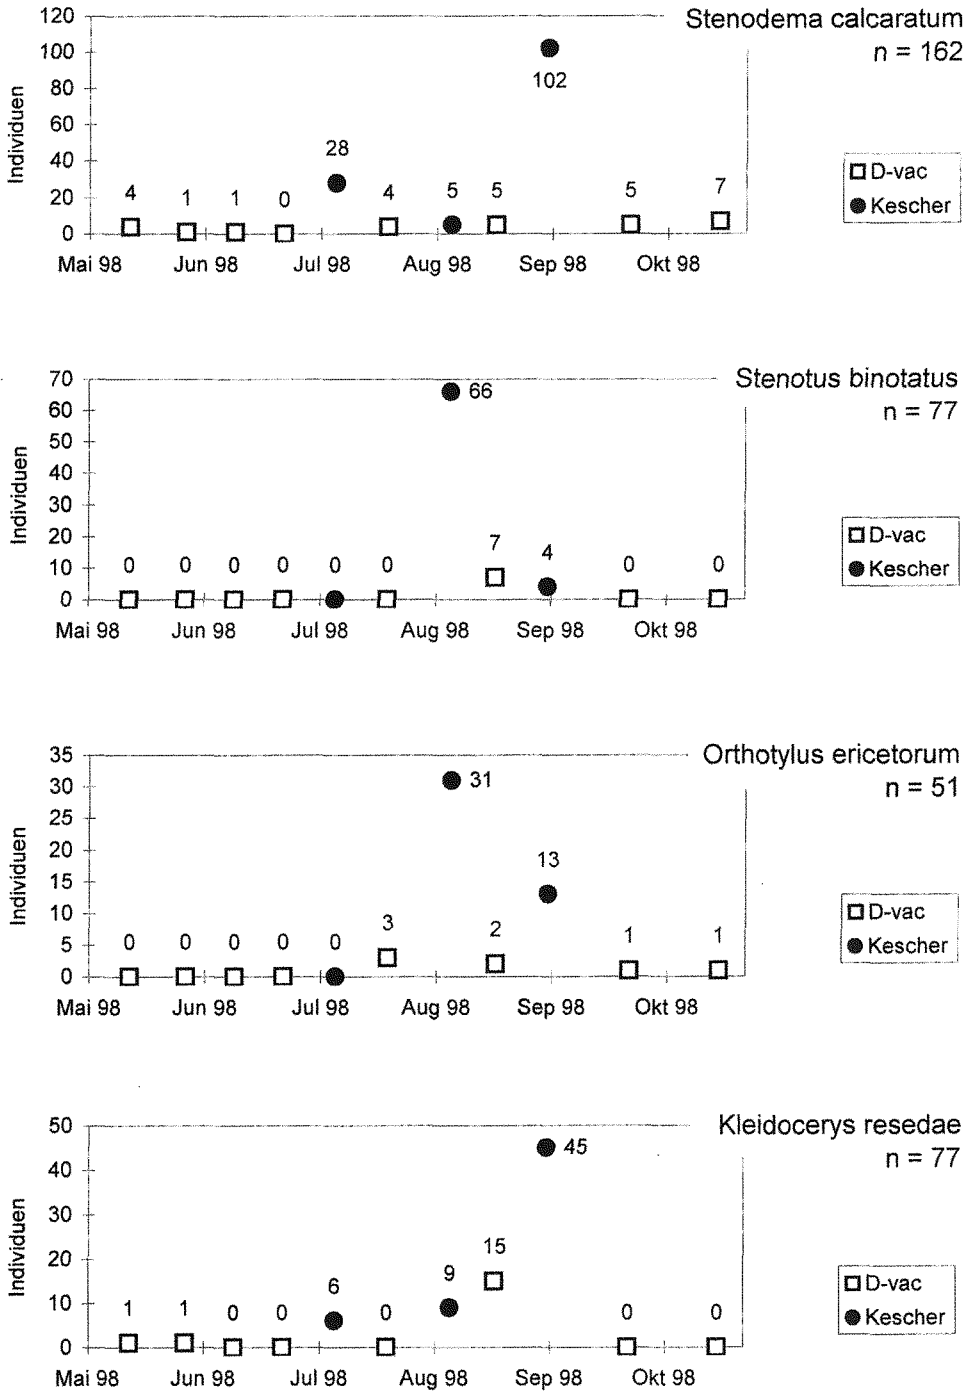 Stenodema calcaratum
n = 162
Individuen
120
100
80
60
40
20
0
4 1 1 0 28 4 5 5 102 5 7
Mai 98 Jun 98 Jul 98 Aug 98 Sep 98 Okt 98
D-vac
Kescher
Stenotus binotatus
n = 77
Individuen
70
60
50
40
30
20
10
0
0 0 0 0 0 0 66 7 4 0 0
Mai 98 Jun 98 Jul 98 Aug 98 Sep 98 Okt 98
D-vac
Kescher
Orthotylus ericetorum
n = 51
Individuen
35
30
25
20
15
10
5
0
0 0 0 0 0 3 31 2 13 1 1
Mai 98 Jun 98 Jul 98 Aug 98 Sep 98 Okt 98
D-vac
Kescher
Kleidocerys resedae
n = 77
Individuen
50
40
30
20
10
0
1 1 0 0 6 0 9 15 45 0 0
Mai 98 Jun 98 Jul 98 Aug 98 Sep 98 Okt 98
D-vac
Kescher